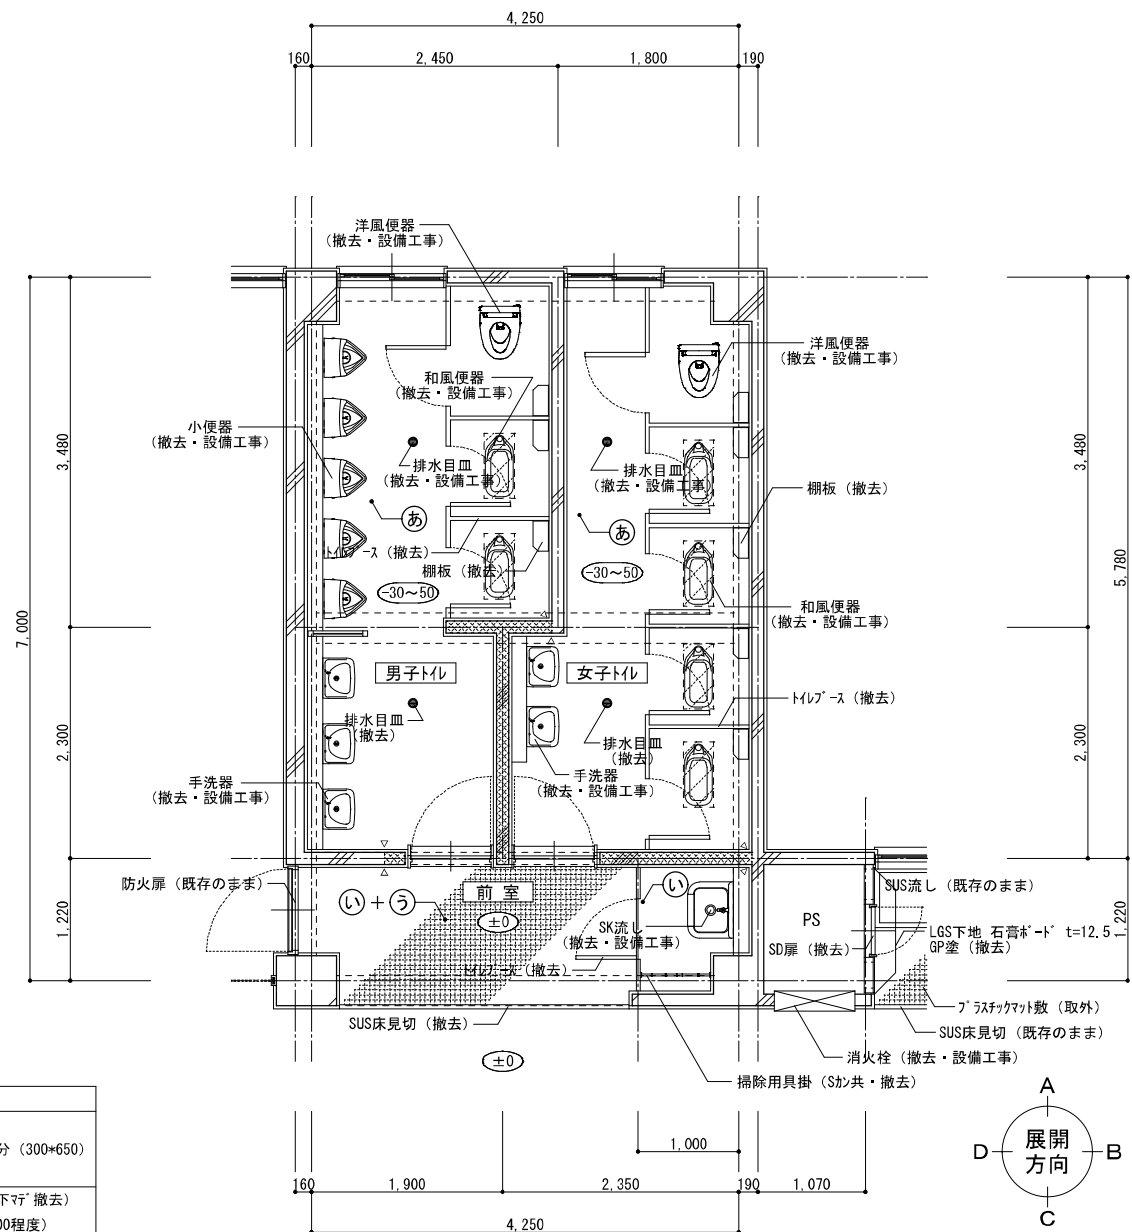 4,250
160
2,450
1,800
190
洋風便器
(撤去・設備工事)
洋風便器
(撤去・設備工事)
和風便器
(撤去・設備工事)
小便器
(撤去・設備工事)
3,480
3,480
排水目皿
(撤去・設備工事)
排水目皿
(撤去・設備工事)
棚板 (撤去)
あ
あ
トイレブース (撤去)
棚板 (撤去)
-30~50
-30~50
5,780
7,000
和風便器
(撤去・設備工事)
男子トイレ
女子トイレ
トイレブース (撤去)
排水目皿
(撤去)
排水目皿
(撤去)
2,300
2,300
手洗器
(撤去・設備工事)
手洗器
(撤去・設備工事)
防火扉 (既存のまま)
い + う
前 室
±0
い
SUS流し (既存のまま)
1,220
1,220
SK流し
(撤去・設備工事)
PS
SD扉 (撤去)
LGS下地 石膏ボード t=12.5
GP塗 (撤去)
トイレブース (撤去)
プラスチックマット敷 (取外)
SUS床見切 (撤去)
SUS床見切 (既存のまま)
±0
消火栓 (撤去・設備工事)
掃除用具掛 (Sカン共・撤去)
A
展開
方向
D
B
C
分 (300*650)
1,000
下マデ撤去)
00程度)
160
1,900
2,350
190
1,070
4,250